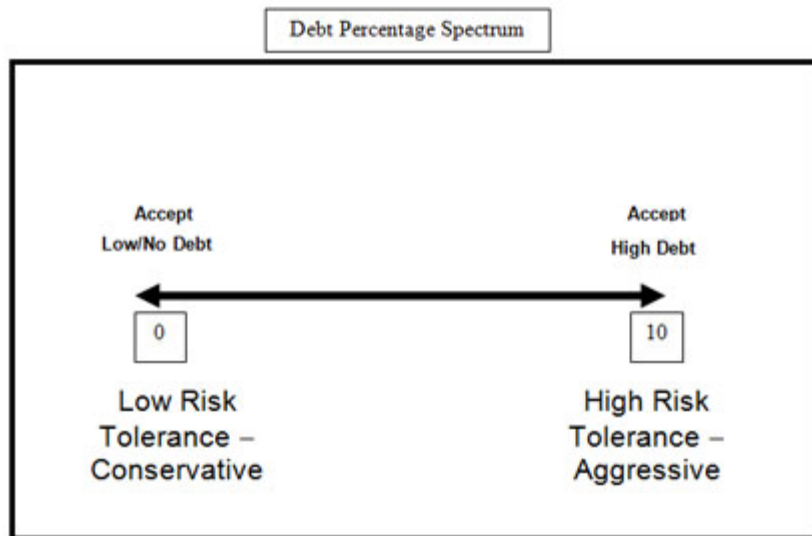 Debt Percentage Spectrum
Accept
Low/No Debt
Accept
High Debt
0
10
Low Risk
Tolerance –
Conservative
High Risk
Tolerance –
Aggressive